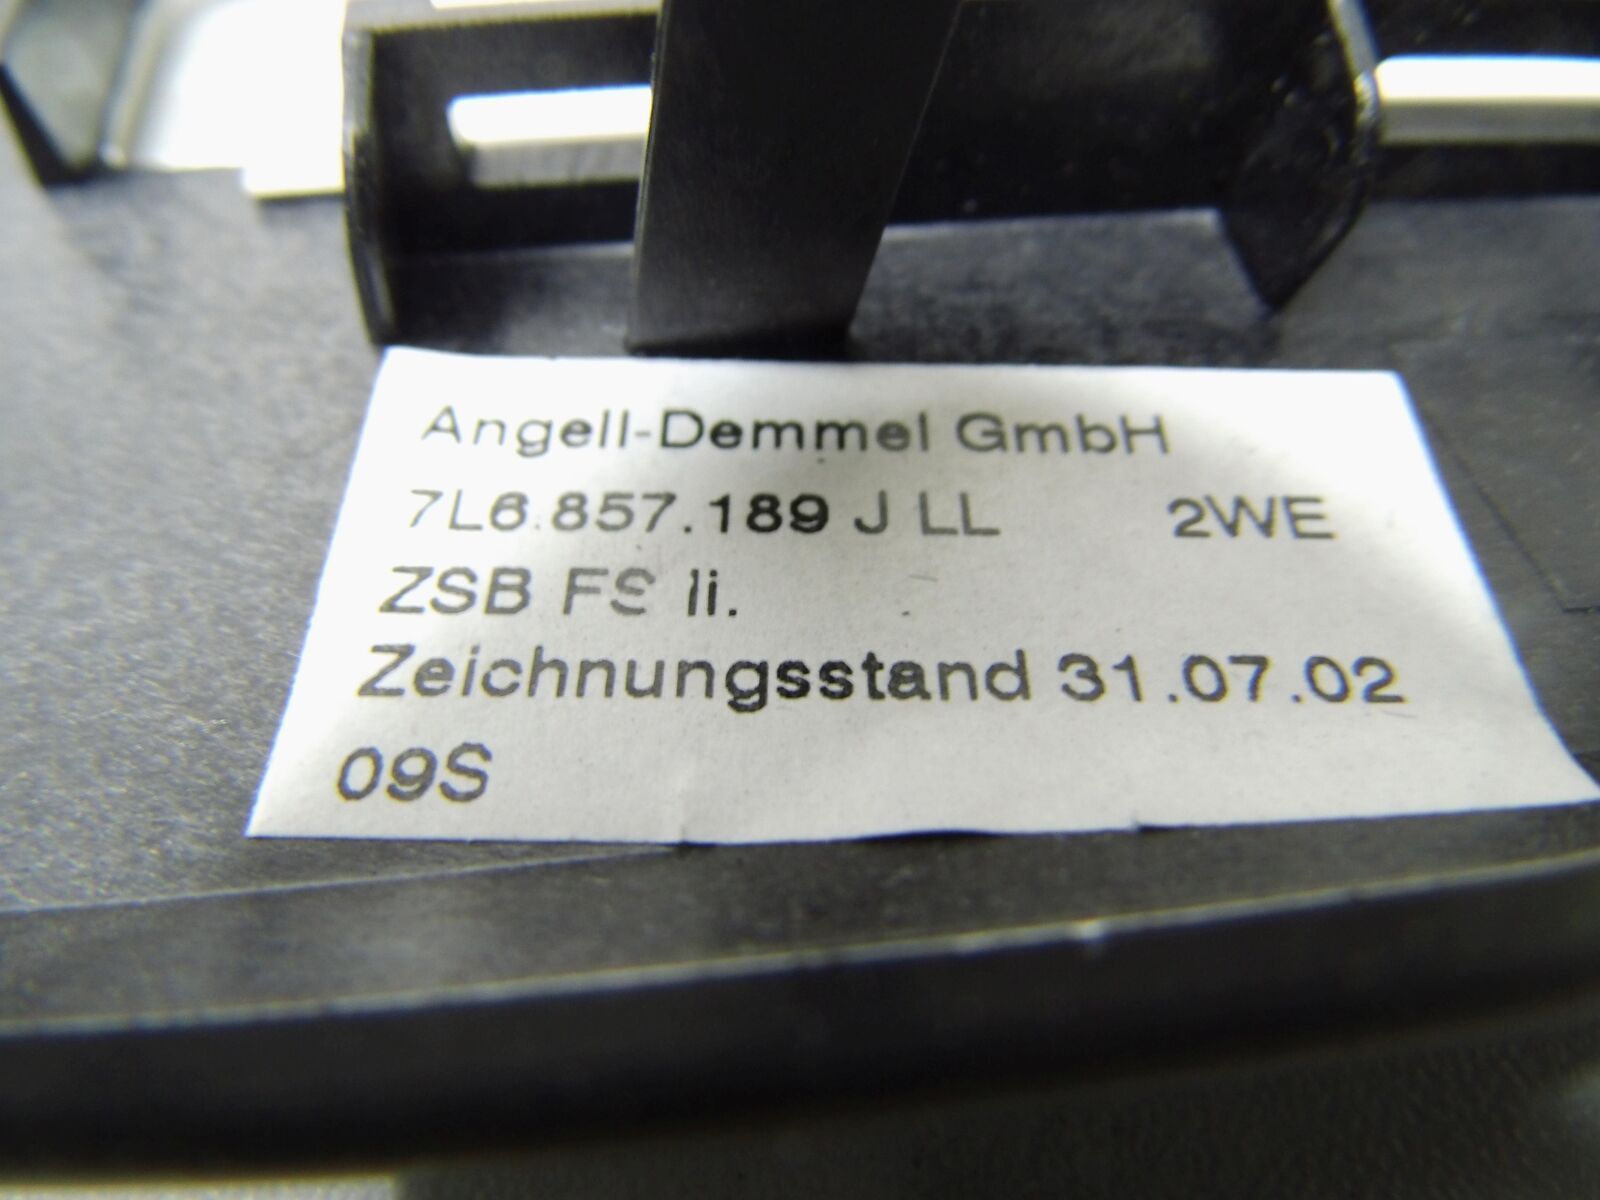 Angell-Demmel GmbH
7L6.857.189 J LL 2WE
ZSB FS li.
Zeichnungsstand 31.07.02
09S